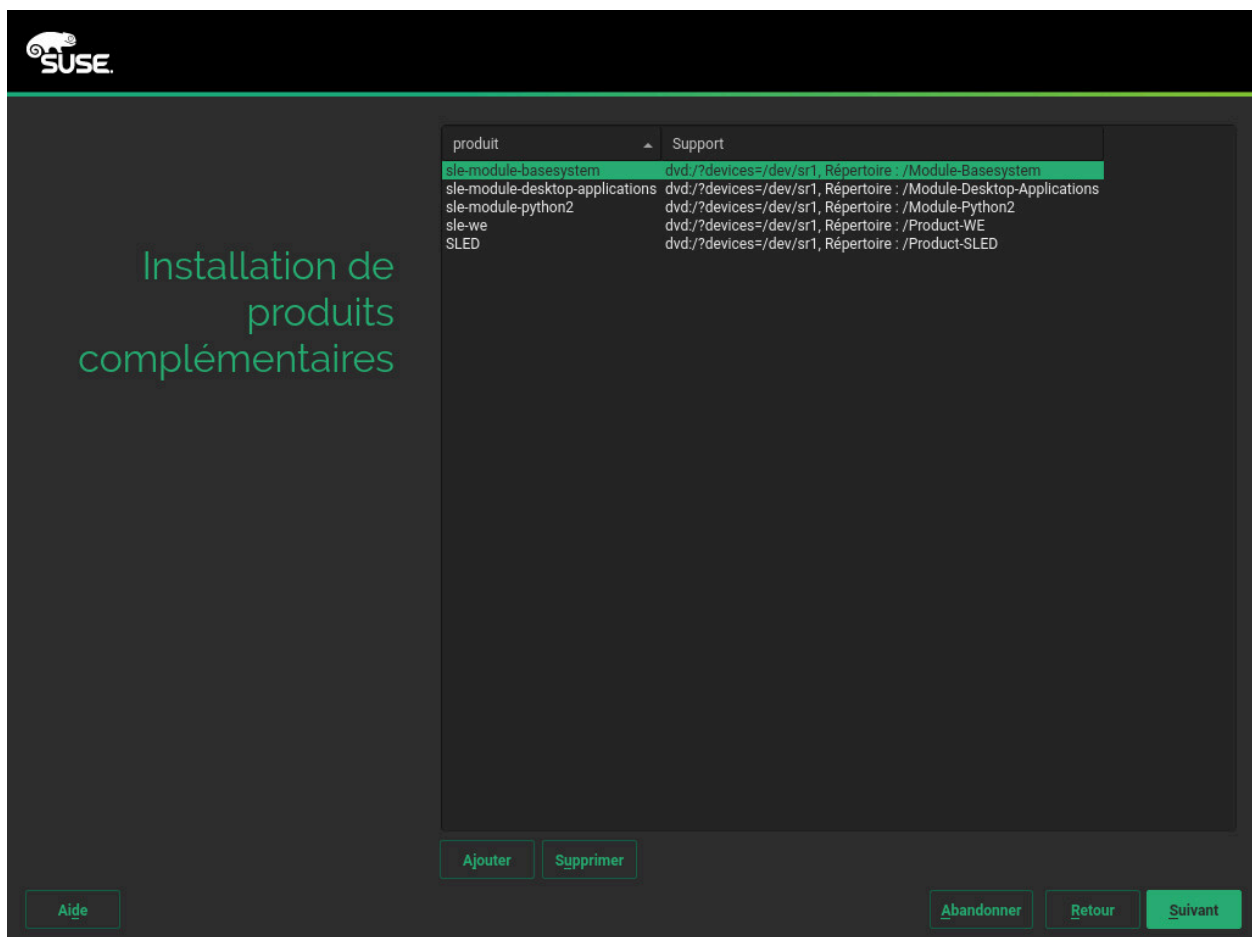 SUSE.
produit Support
sle-module-basesystem dvd:/?devices=/dev/sr1, Répertoire : /Module-Basesystem
sle-module-desktop-applications dvd:/?devices=/dev/sr1, Répertoire : /Module-Desktop-Applications
sle-module-python2 dvd:/?devices=/dev/sr1, Répertoire : /Module-Python2
sle-we dvd:/?devices=/dev/sr1, Répertoire : /Product-WE
SLED dvd:/?devices=/dev/sr1, Répertoire : /Product-SLED
Installation de
produits
complémentaires
Ajouter Supprimer
Aide Abandonner Retour Suivant